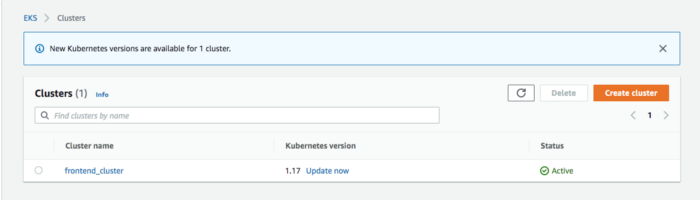 EKS > Clusters
New Kubernetes versions are available for 1 cluster.
Clusters (1) Info
Delete
Create cluster
Find clusters by name
1
Cluster name Kubernetes version Status
frontend_cluster 1.17 Update now Active